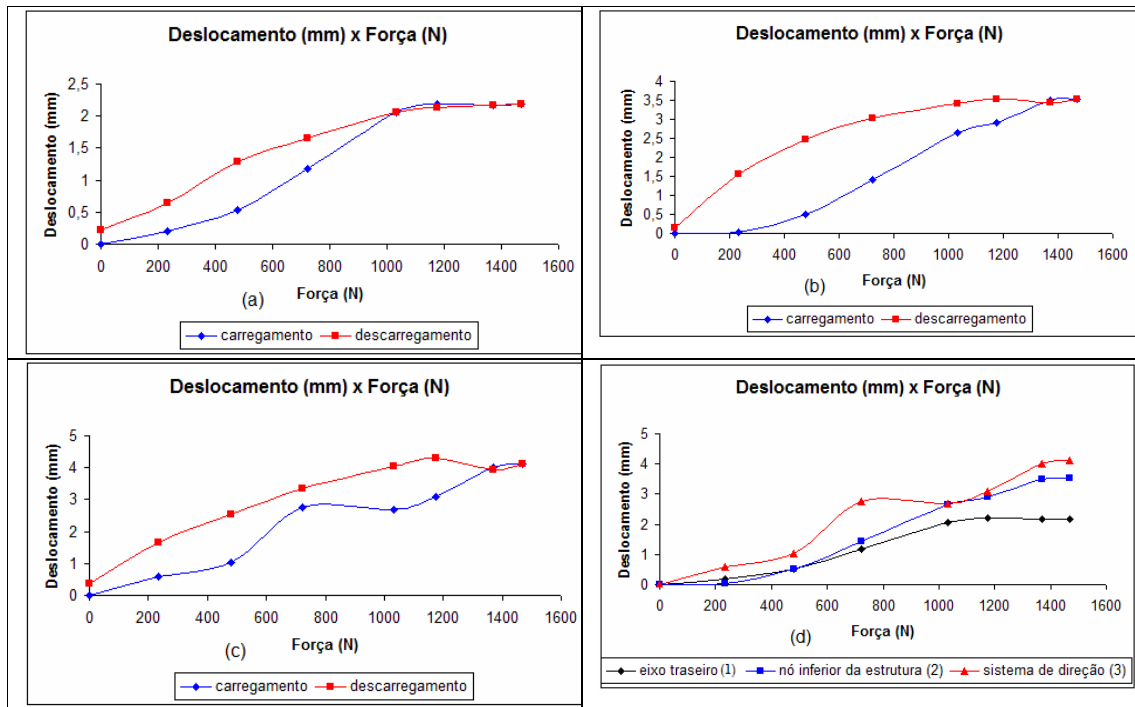 Deslocamento (mm) x Força (N)
Deslocamento (mm)
2,5
2
1,5
1
0,5
0
0 200 400 600 800 1000 1200 1400 1600
(a)
Força (N)
carregamento descarregamento
Deslocamento (mm) x Força (N)
Deslocamento (mm)
4
3,5
3
2,5
2
1,5
1
0,5
0
0 200 400 600 800 1000 1200 1400 1600
(b)
Força (N)
carregamento descarregamento
Deslocamento (mm) x Força (N)
Deslocamento (mm)
5
4
3
2
1
0
0 200 400 600 800 1000 1200 1400 1600
(c)
Força (N)
carregamento descarregamento
Deslocamento (mm) x Força (N)
Deslocamento (mm)
5
4
3
2
1
0
0 200 400 600 800 1000 1200 1400 1600
(d)
Força (N)
eixo traseiro (1) nó inferior da estrutura (2) sistema de direção (3)